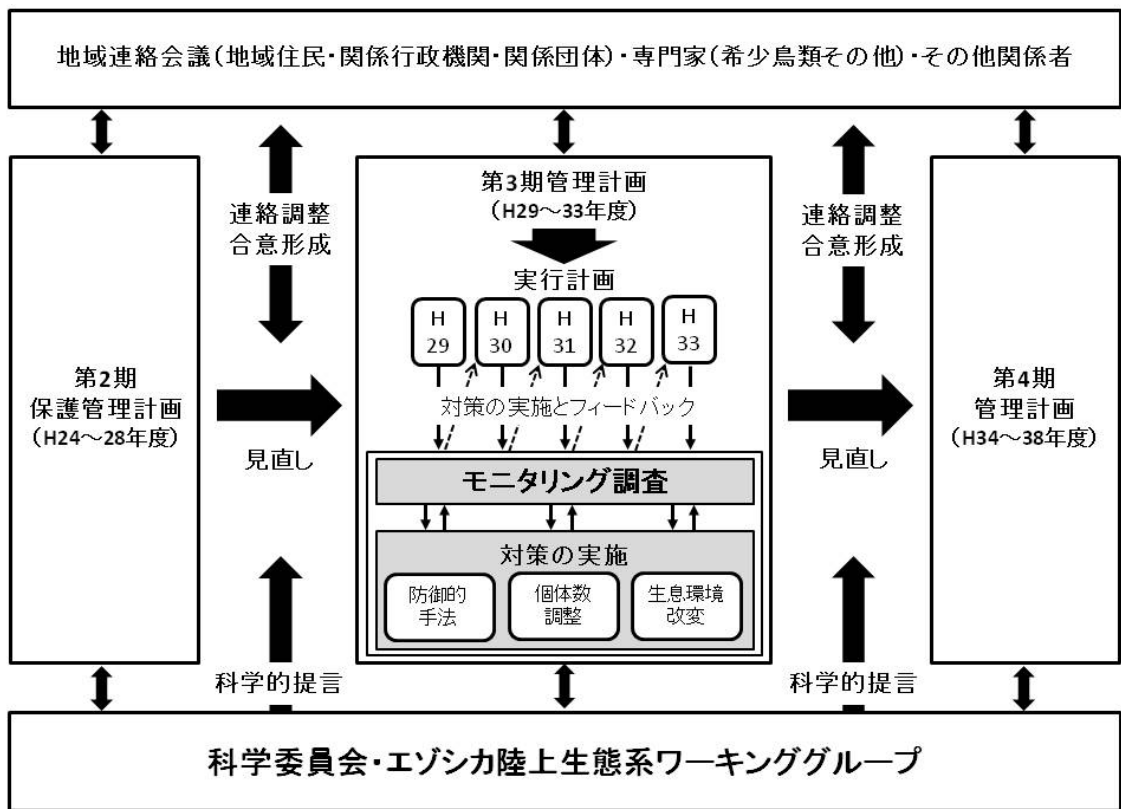 地域連絡会議(地域住民・関係行政機関・関係団体)・専門家(希少鳥類その他)・その他関係者
第2期
保護管理計画
(H24～28年度)
連絡調整
合意形成
見直し
科学的提言
第3期管理計画
(H29～33年度)
実行計画
H
29
H
30
H
31
H
32
H
33
対策の実施とフィードバック
モニタリング調査
対策の実施
防御的
手法
個体数
調整
生息環境
改変
連絡調整
合意形成
見直し
科学的提言
第4期
管理計画
(H34～38年度)
科学委員会・エゾシカ陸上生態系ワーキンググループ